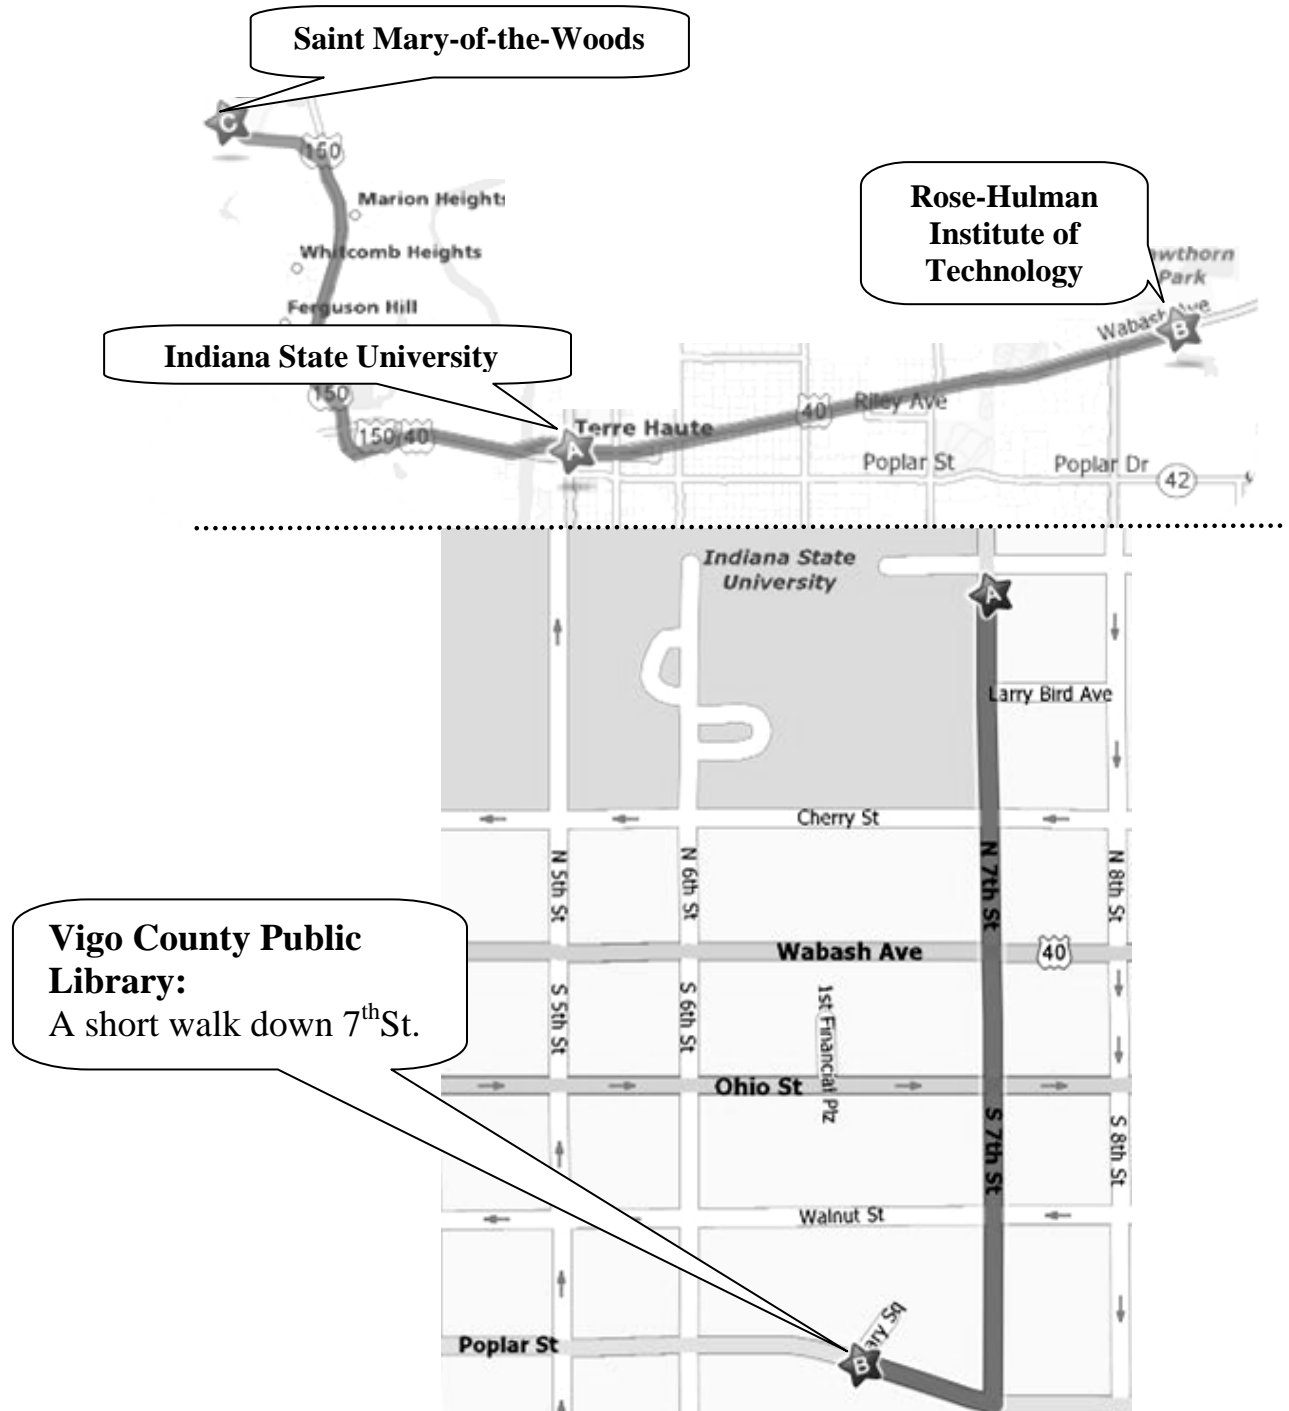 Saint Mary-of-the-Woods
C
150
Marion Heights
Rose-Hulman
Institute of
Technology
Whitcomb Heights
Park
Ferguson Hill
Wabash Ave
B
Indiana State University
150
40
Riley Ave
150 40
Terre Haute
A
Poplar St
Poplar Dr
42
Indiana State
University
A
Larry Bird Ave
Cherry St
N 5th St
N 6th St
N 7th St
N 8th St
Vigo County Public
Library:
A short walk down 7thSt.
Wabash Ave
40
S 5th St
S 6th St
1st Financial Plz
Ohio St
S 7th St
S 8th St
Walnut St
Poplar St
B